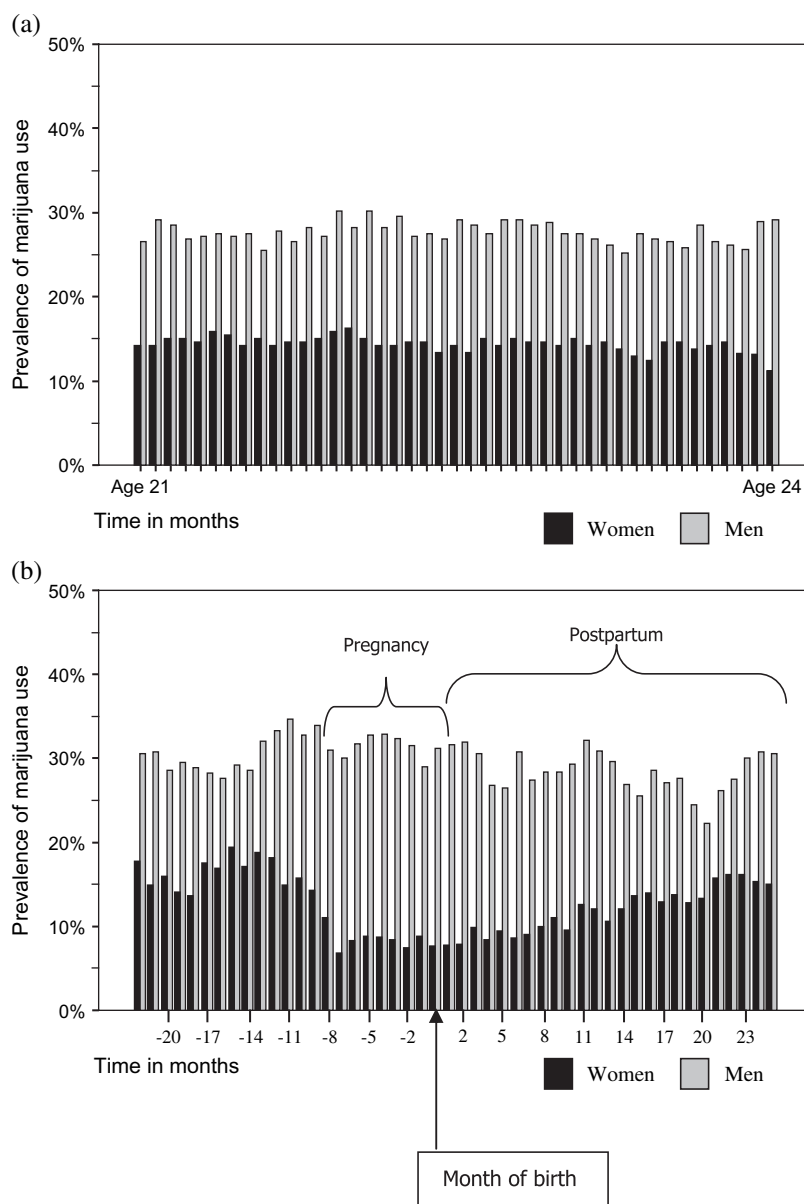 (a)
50%
40%
30%
20%
10%
0%
Prevalence of marijuana use
Age 21 Age 24
Time in months
Women Men
(b)
50%
40%
30%
20%
10%
0%
Prevalence of marijuana use
Pregnancy
Postpartum
-20 -17 -14 -11 -8 -5 -2 2 5 8 11 14 17 20 23
Time in months
Women Men
Month of birth